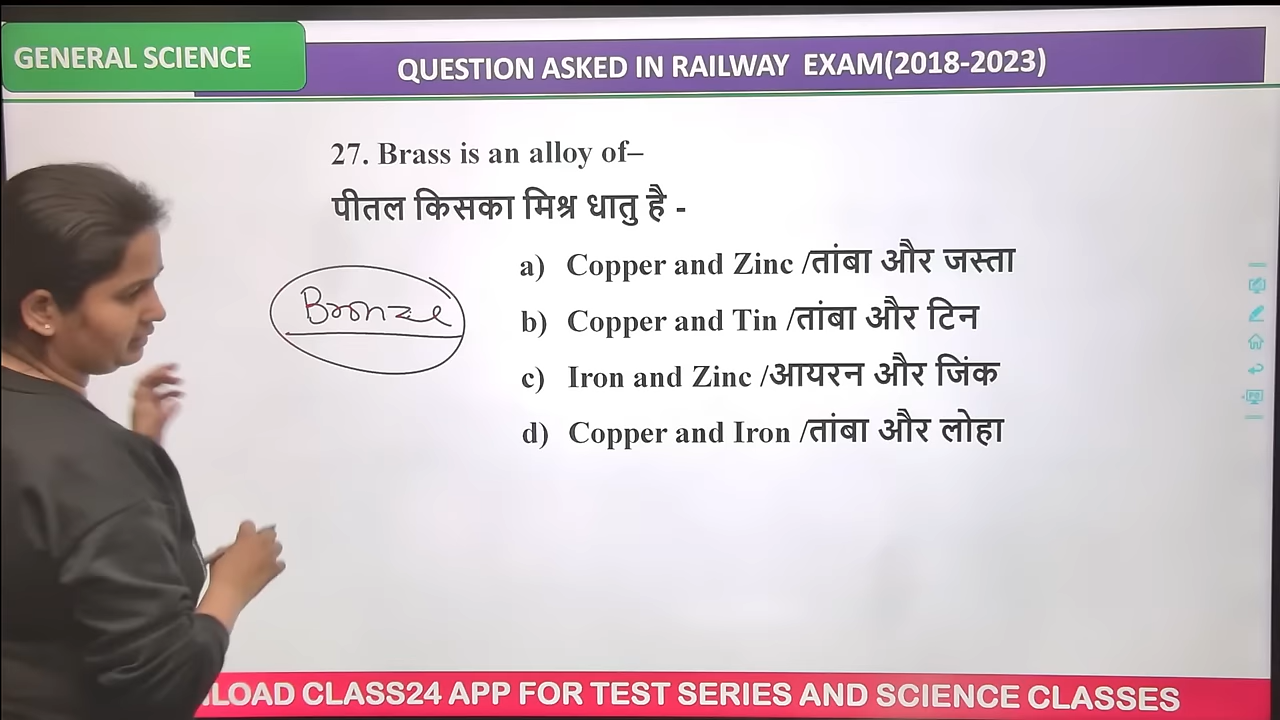 GENERAL SCIENCE
QUESTION ASKED IN RAILWAY EXAM(2018-2023)
27. Brass is an alloy of–
पीतल किसका मिश्र धातु है -
a) Copper and Zinc /तांबा और जस्ता
Bronze
b) Copper and Tin /तांबा और टिन
c) Iron and Zinc /आयरन और जिंक
d) Copper and Iron /तांबा और लोहा
LOAD CLASS24 APP FOR TEST SERIES AND SCIENCE CLASSES